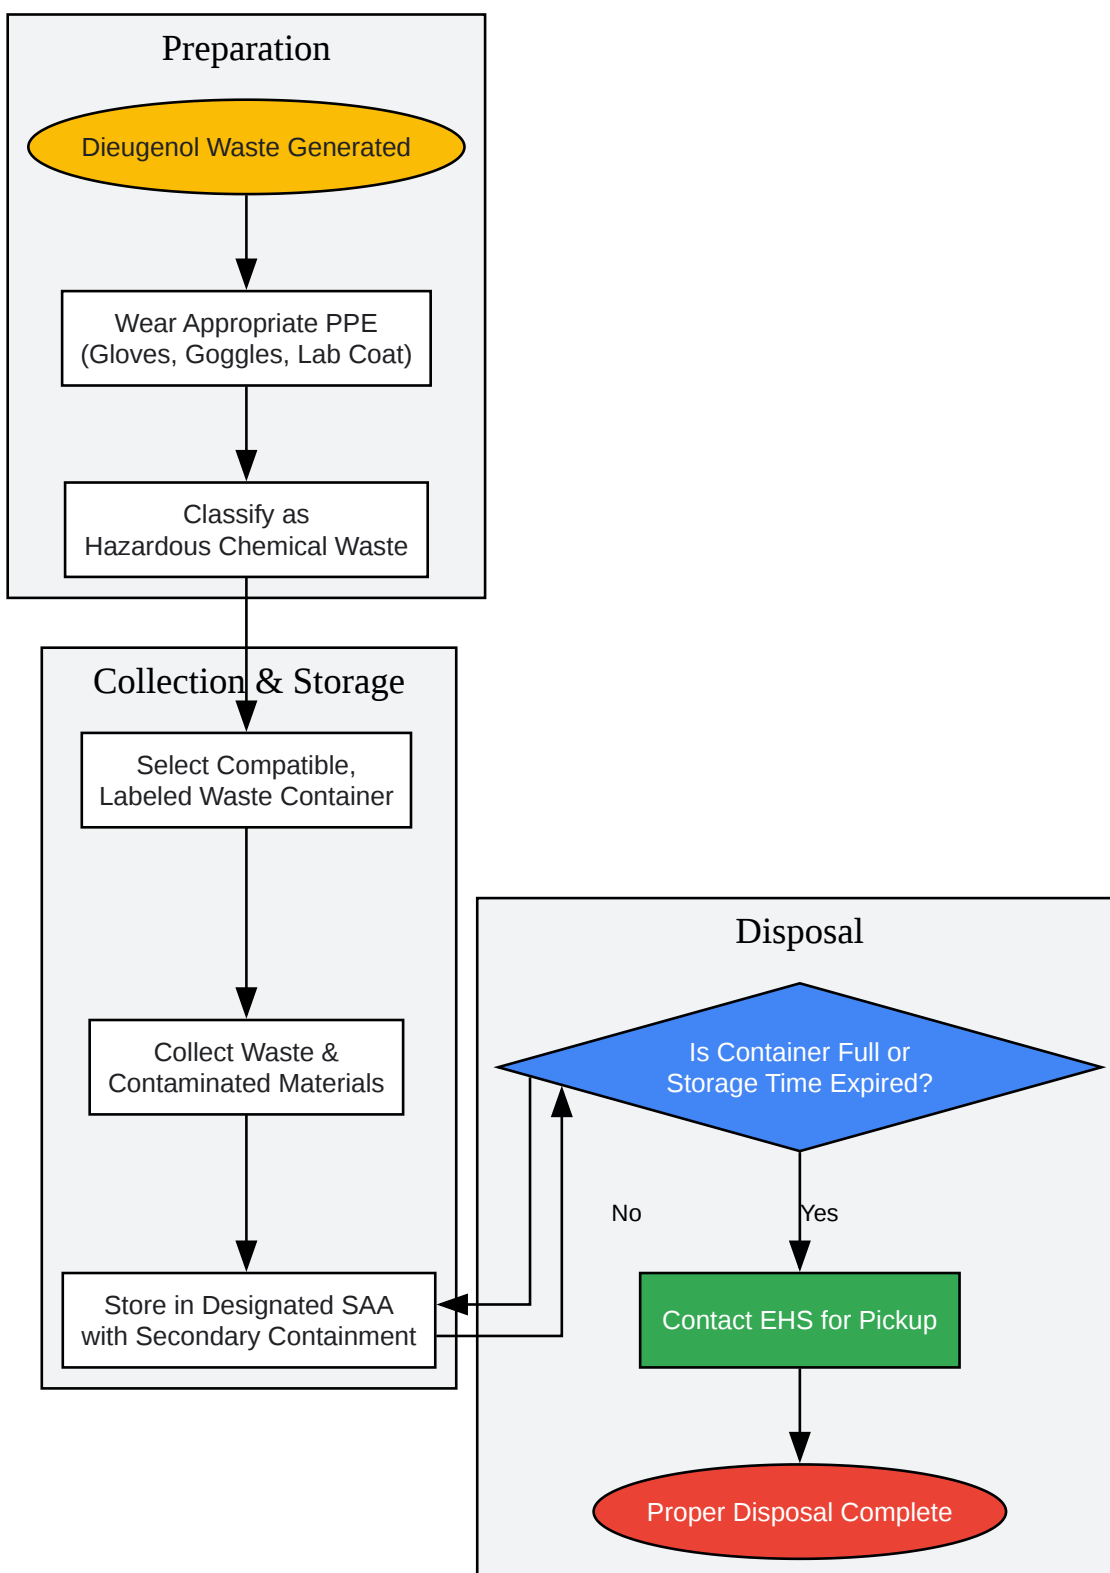 Preparation
Dieugenol Waste Generated
Wear Appropriate PPE
(Gloves, Goggles, Lab Coat)
Classify as
Hazardous Chemical Waste
Collection & Storage
Select Compatible,
Labeled Waste Container
Collect Waste &
Contaminated Materials
Store in Designated SAA
with Secondary Containment
Disposal
Is Container Full or
Storage Time Expired?
No
Yes
Contact EHS for Pickup
Proper Disposal Complete